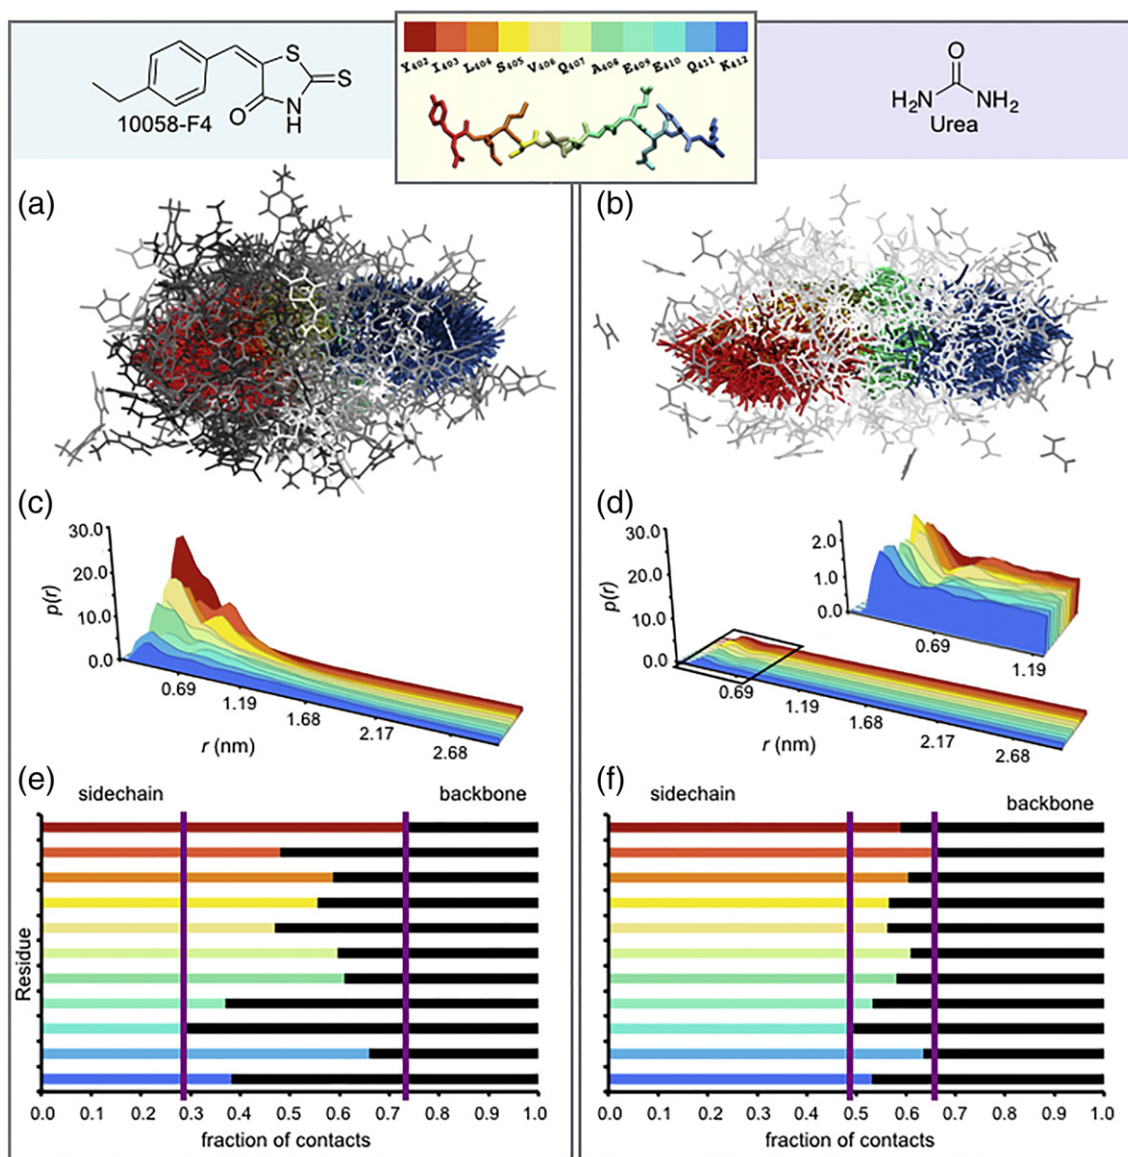 S
S
O
N
H
10058-F4
Y402 I403 L404 S405 V406 Q407 A408 E409 E410 Q411 K412
O
H2N NH2
Urea
(a)
(b)
(c)
30.0
20.0
10.0
0.0
p(r)
0.69
1.19
1.68
2.17
2.68
r (nm)
(d)
30.0
20.0
10.0
0.0
p(r)
2.0
1.0
0.0
0.69
1.19
0.69
1.19
1.68
2.17
2.68
r (nm)
(e)
sidechain backbone
Residue
0.0 0.1 0.2 0.3 0.4 0.5 0.6 0.7 0.8 0.9 1.0
fraction of contacts
(f)
sidechain backbone
0.0 0.1 0.2 0.3 0.4 0.5 0.6 0.7 0.8 0.9 1.0
fraction of contacts